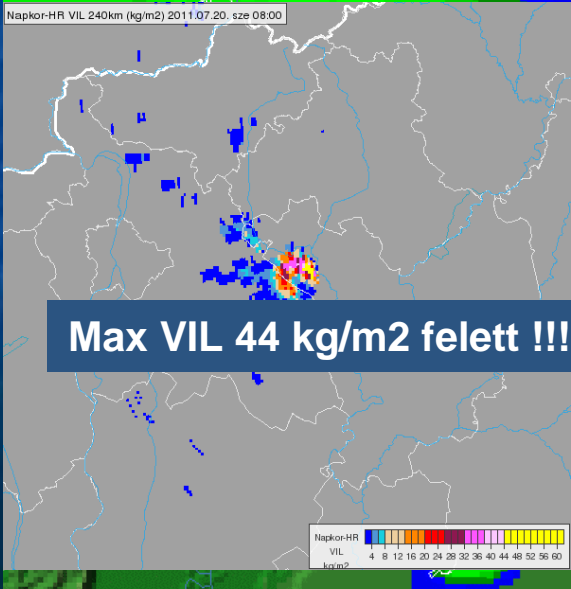 Napkor-HR VIL 240km (kg/m2) 2011.07.20. sze 08:00
Max VIL 44 kg/m2 felett !!!
Napkor-HR
VIL 4 8 12 16 20 24 28 32 36 40 44 48 52 56 60
kg/m2